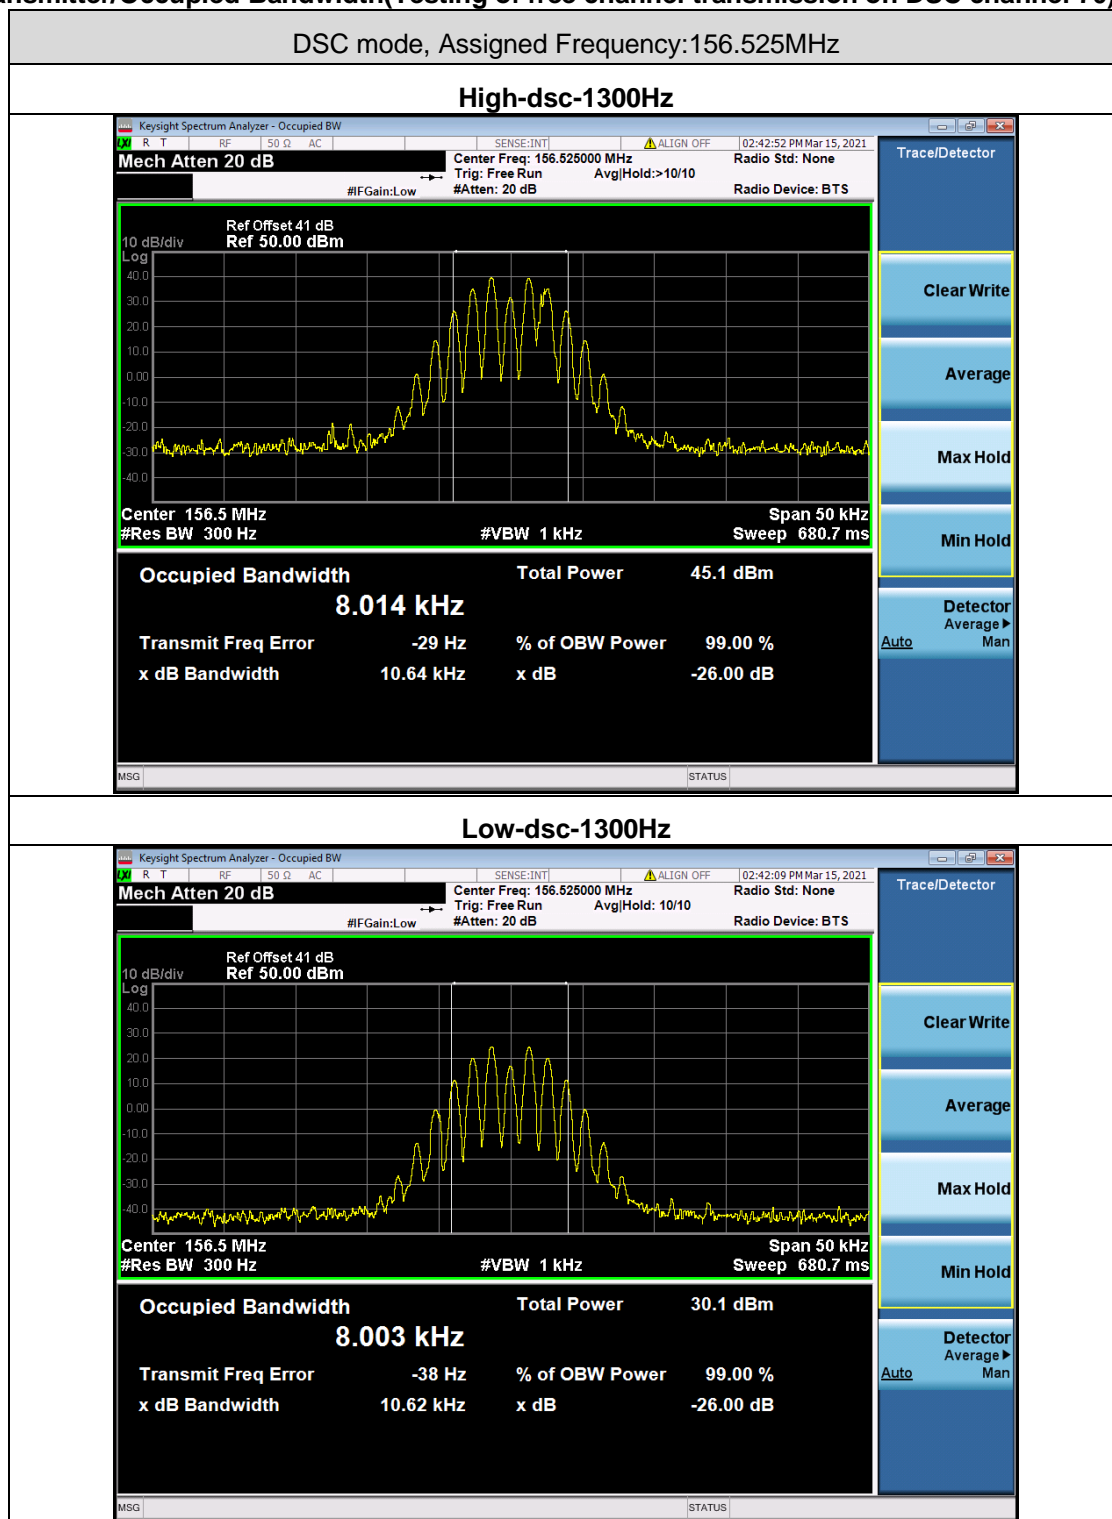 DSC mode, Assigned Frequency:156.525MHz
High-dsc-1300Hz
Keysight Spectrum Analyzer - Occupied BW
LXI R T RF 50 Ω AC SENSE:INT ALIGN OFF 02:42:52 PM Mar 15, 2021
Mech Atten 20 dB
Center Freq: 156.525000 MHz Radio Std: None
Trig: Free Run Avg|Hold:>10/10
#IFGain:Low #Atten: 20 dB Radio Device: BTS
Trace/Detector
Ref Offset 41 dB
10 dB/div Ref 50.00 dBm
Log
40.0
30.0
20.0
10.0
0.00
-10.0
-20.0
-30.0
-40.0
Center 156.5 MHz Span 50 kHz
#Res BW 300 Hz #VBW 1 kHz Sweep 680.7 ms
Clear Write
Average
Max Hold
Min Hold
Detector
Average
Auto Man
Occupied Bandwidth Total Power 45.1 dBm
8.014 kHz
Transmit Freq Error -29 Hz % of OBW Power 99.00 %
x dB Bandwidth 10.64 kHz x dB -26.00 dB
MSG STATUS
Low-dsc-1300Hz
Keysight Spectrum Analyzer - Occupied BW
LXI R T RF 50 Ω AC SENSE:INT ALIGN OFF 02:42:09 PM Mar 15, 2021
Mech Atten 20 dB
Center Freq: 156.525000 MHz Radio Std: None
Trig: Free Run Avg|Hold: 10/10
#IFGain:Low #Atten: 20 dB Radio Device: BTS
Trace/Detector
Ref Offset 41 dB
10 dB/div Ref 50.00 dBm
Log
40.0
30.0
20.0
10.0
0.00
-10.0
-20.0
-30.0
-40.0
Center 156.5 MHz Span 50 kHz
#Res BW 300 Hz #VBW 1 kHz Sweep 680.7 ms
Clear Write
Average
Max Hold
Min Hold
Detector
Average
Auto Man
Occupied Bandwidth Total Power 30.1 dBm
8.003 kHz
Transmit Freq Error -38 Hz % of OBW Power 99.00 %
x dB Bandwidth 10.62 kHz x dB -26.00 dB
MSG STATUS